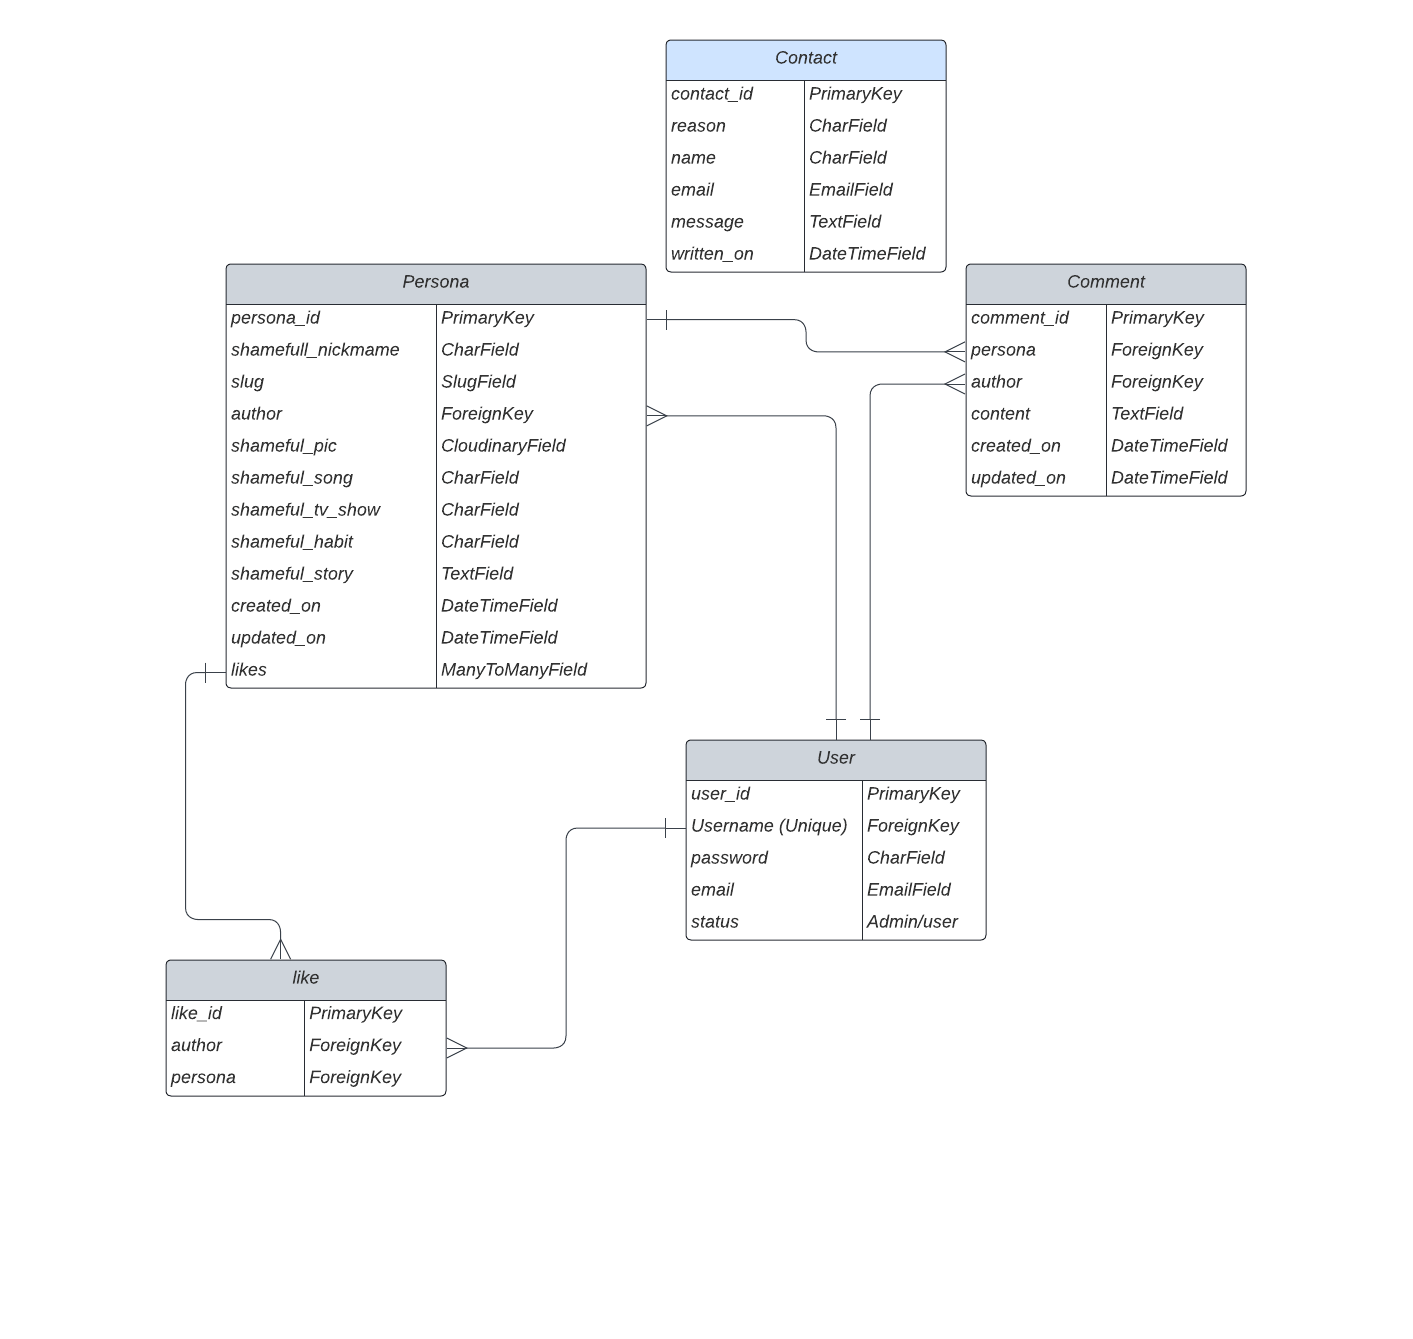 Contact
contact_id PrimaryKey
reason CharField
name CharField
email EmailField
message TextField
written_on DateTimeField
Persona
persona_id PrimaryKey
shamefull_nickmame CharField
slug SlugField
author ForeignKey
shameful_pic CloudinaryField
shameful_song CharField
shameful_tv_show CharField
shameful_habit CharField
shameful_story TextField
created_on DateTimeField
updated_on DateTimeField
likes ManyToManyField
Comment
comment_id PrimaryKey
persona ForeignKey
author ForeignKey
content TextField
created_on DateTimeField
updated_on DateTimeField
User
user_id PrimaryKey
Username (Unique) ForeignKey
password CharField
email EmailField
status Admin/user
like
like_id PrimaryKey
author ForeignKey
persona ForeignKey